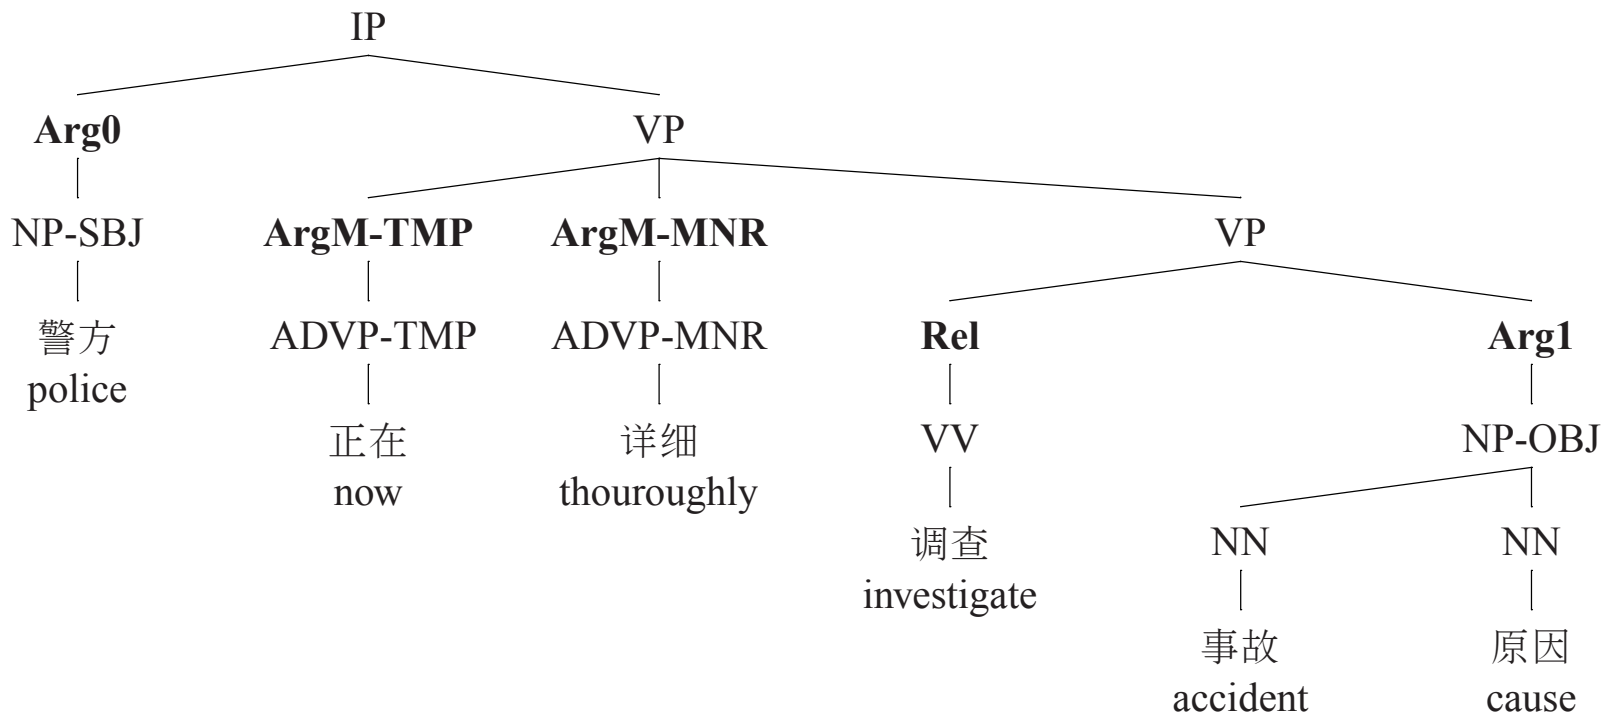 IP
Arg0 VP
NP-SBJ ArgM-TMP ArgM-MNR VP
警方 ADVP-TMP ADVP-MNR Rel Arg1
police
正在 详细 VV NP-OBJ
now thouroughly
调查 NN NN
investigate
事故 原因
accident cause